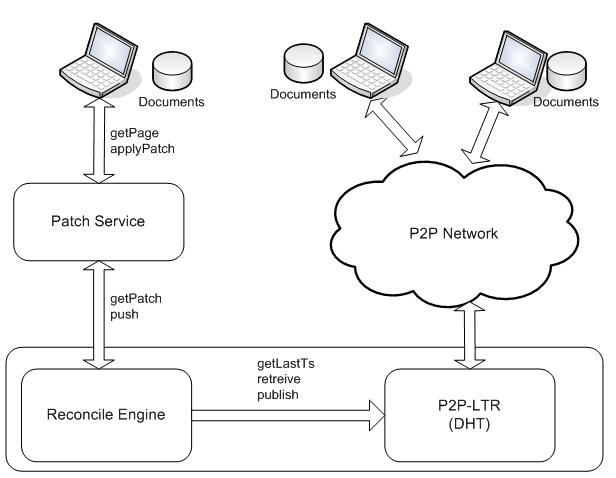 Documents
Documents
Documents
getPage
applyPatch
Patch Service
P2P Network
getPatch
push
getLastTs
retreive
publish
Reconcile Engine
P2P-LTR
(DHT)